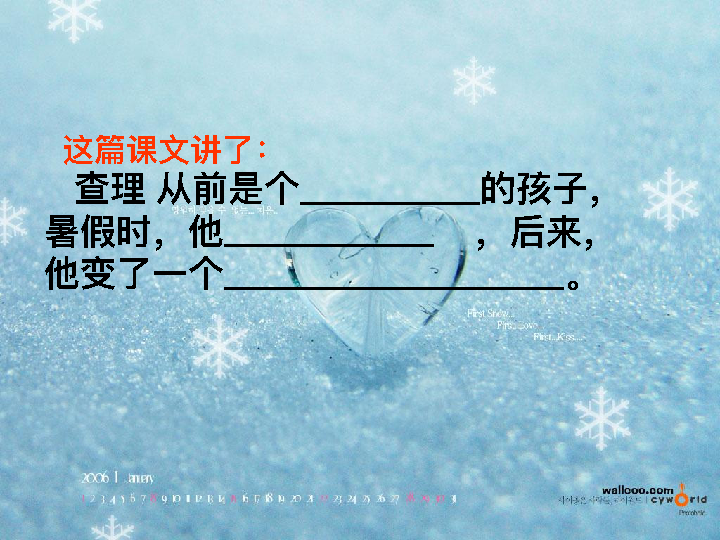 这篇课文讲了：
查理 从前是个__________的孩子，
暑假时，他____________ ，后来，
他变了一个___________________。
First Snow...
First...Love
First...Kiss....
2006 1 January
1 2 3 4 5 6 7 8 9 10 11 12 13 14 15 16 17 18 19 20 21 22 23 24 25 26 27 28 29 30 31
wallcoo.com
cyworld